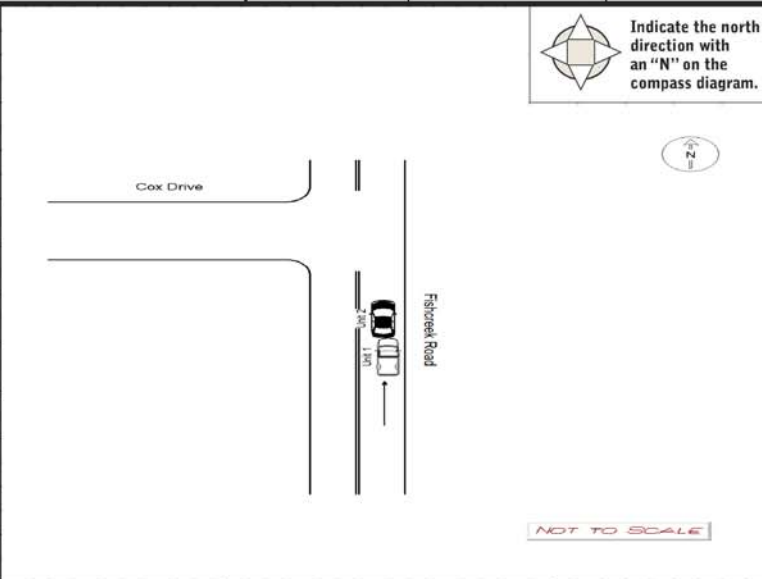 Indicate the north
direction with
an “N” on the
compass diagram.
N
Cox Drive
Unit 2
Fishcreek Road
Unit 1
NOT TO SCALE